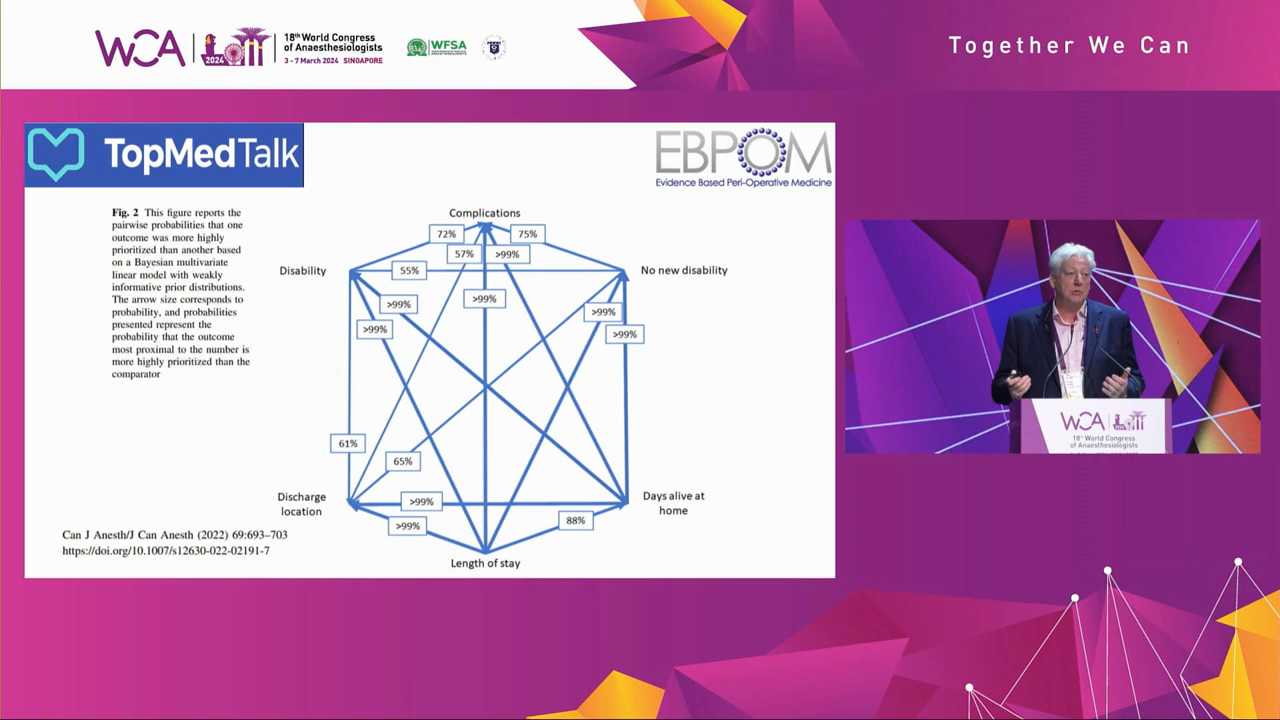 WCA
2024
18th World Congress
of Anaesthesiologists
3 - 7 March 2024 SINGAPORE
WFSA
Together We Can
TopMedTalk
EBPOM
Evidence Based Peri-Operative Medicine
Fig. 2 This figure reports the
pairwise probabilities that one
outcome was more highly
prioritized than another based
on a Bayesian multivariate
linear model with weakly
informative prior distributions.
The arrow size corresponds to
probability, and probabilities
presented represent the
probability that the outcome
most proximal to the number is
more highly prioritized than the
comparator
Complications
72%
75%
57%
>99%
Disability
55%
No new disability
>99%
>99%
>99%
>99%
>99%
61%
65%
Discharge
location
>99%
Days alive at
home
>99%
88%
Length of stay
Can J Anesth/J Can Anesth (2022) 69:693–703
https://doi.org/10.1007/s12630-022-02191-7
WCA
18th World Congress
of Anaesthesiologists